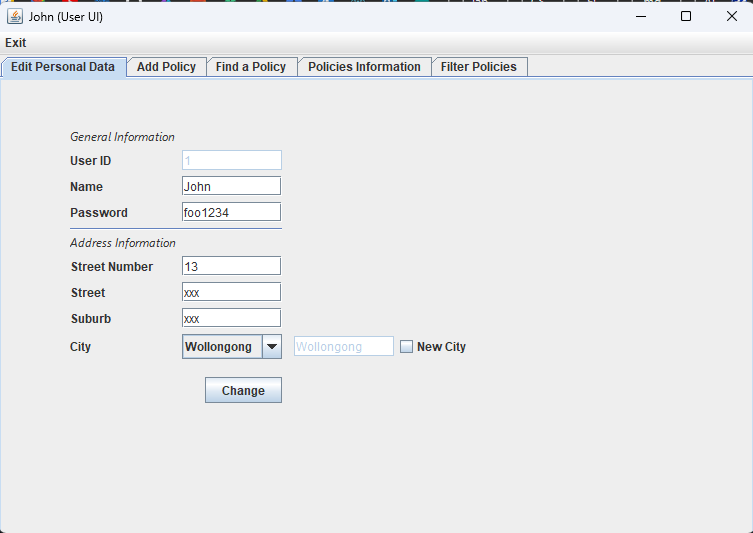 John (User UI)
Exit
Edit Personal Data Add Policy Find a Policy Policies Information Filter Policies
General Information
User ID 1
Name John
Password foo1234
Address Information
Street Number 13
Street xxx
Suburb xxx
City Wollongong Wollongong New City
Change